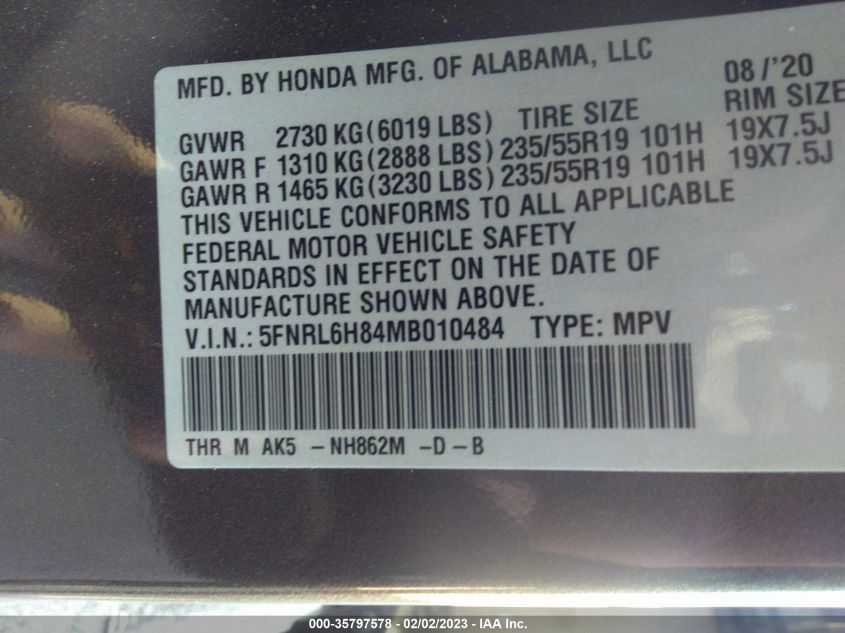 MFD. BY HONDA MFG. OF ALABAMA, LLC 08/'20
GVWR 2730 KG(6019 LBS) TIRE SIZE RIM SIZE
GAWR F 1310 KG(2888 LBS) 235/55R19 101H 19X7.5J
GAWR R 1465 KG(3230 LBS) 235/55R19 101H 19X7.5J
THIS VEHICLE CONFORMS TO ALL APPLICABLE
FEDERAL MOTOR VEHICLE SAFETY
STANDARDS IN EFFECT ON THE DATE OF
MANUFACTURE SHOWN ABOVE.
V.I.N.: 5FNRL6H84MB010484 TYPE: MPV
THR M AK5 -NH862M -D-B
000-35797578 - 02/02/2023 - IAA Inc.